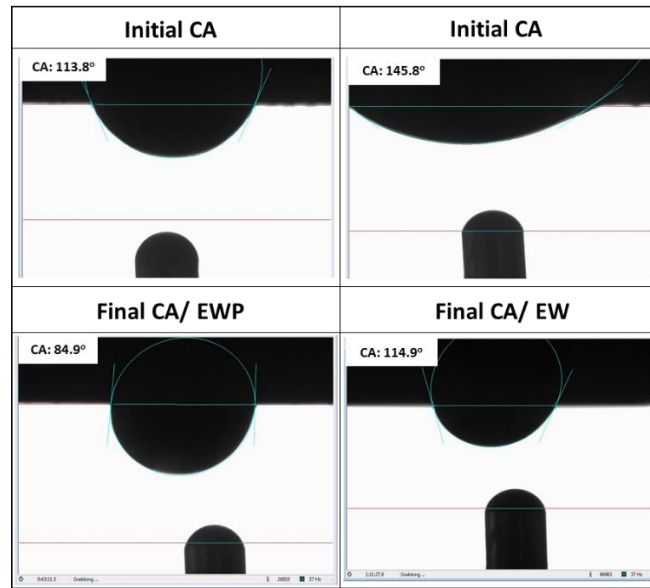 Initial CA
Initial CA
CA: 113.8°
CA: 145.8°
Final CA/ EWP
Final CA/ EW
CA: 84.9°
CA: 114.9°
Grabbing ...
37 Hz
Grabbing ...
37 Hz